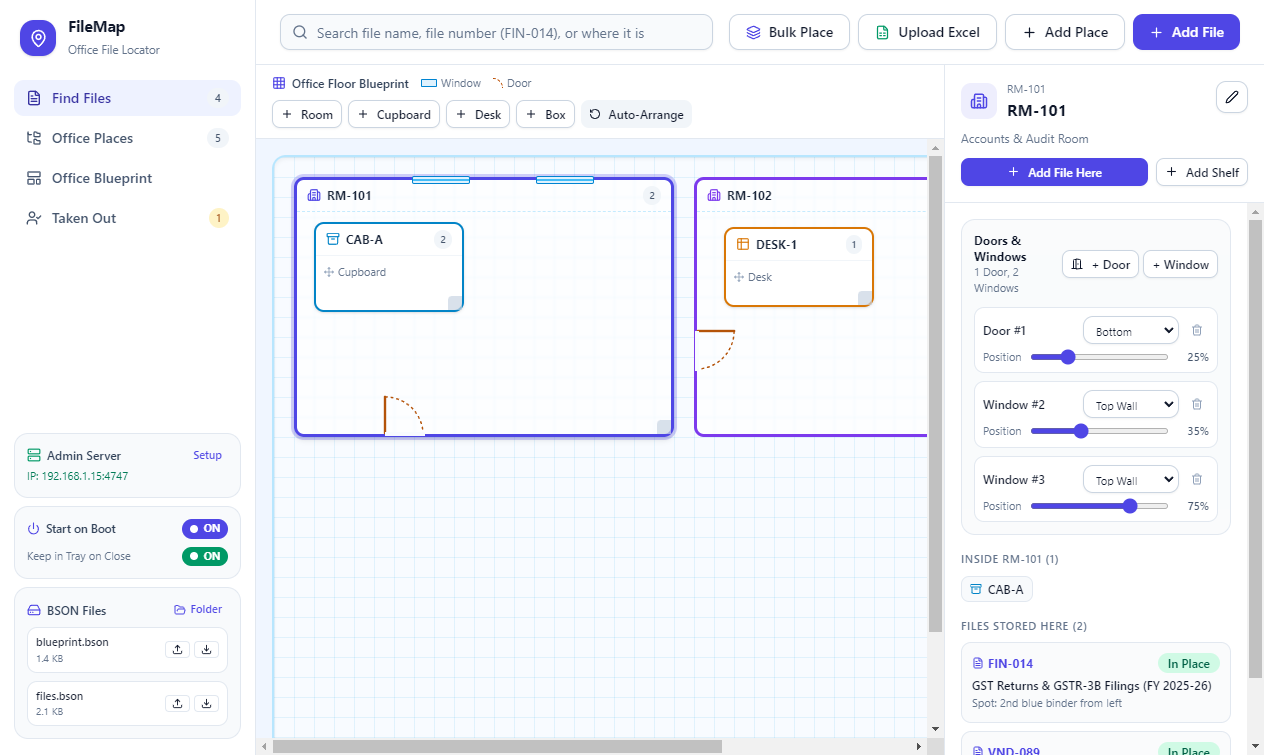 FileMap
Office File Locator
Find Files 4
Office Places 5
Office Blueprint
Taken Out 1
Admin Server Setup
IP: 192.168.1.15:4747
Start on Boot ON
Keep in Tray on Close ON
BSON Files Folder
blueprint.bson
1.4 KB
files.bson
2.1 KB
Search file name, file number (FIN-014), or where it is
Bulk Place
Upload Excel
+ Add Place
+ Add File
Office Floor Blueprint Window Door
+ Room
+ Cupboard
+ Desk
+ Box
Auto-Arrange
RM-101 2
CAB-A 2
Cupboard
RM-102
DESK-1 1
Desk
RM-101
RM-101
Accounts & Audit Room
+ Add File Here
+ Add Shelf
Doors &
Windows
1 Door, 2
Windows
+ Door
+ Window
Door #1 Bottom
Position 25%
Window #2 Top Wall
Position 35%
Window #3 Top Wall
Position 75%
INSIDE RM-101 (1)
CAB-A
FILES STORED HERE (2)
FIN-014 In Place
GST Returns & GSTR-3B Filings (FY 2025-26)
Spot: 2nd blue binder from left
VND-089 In Place